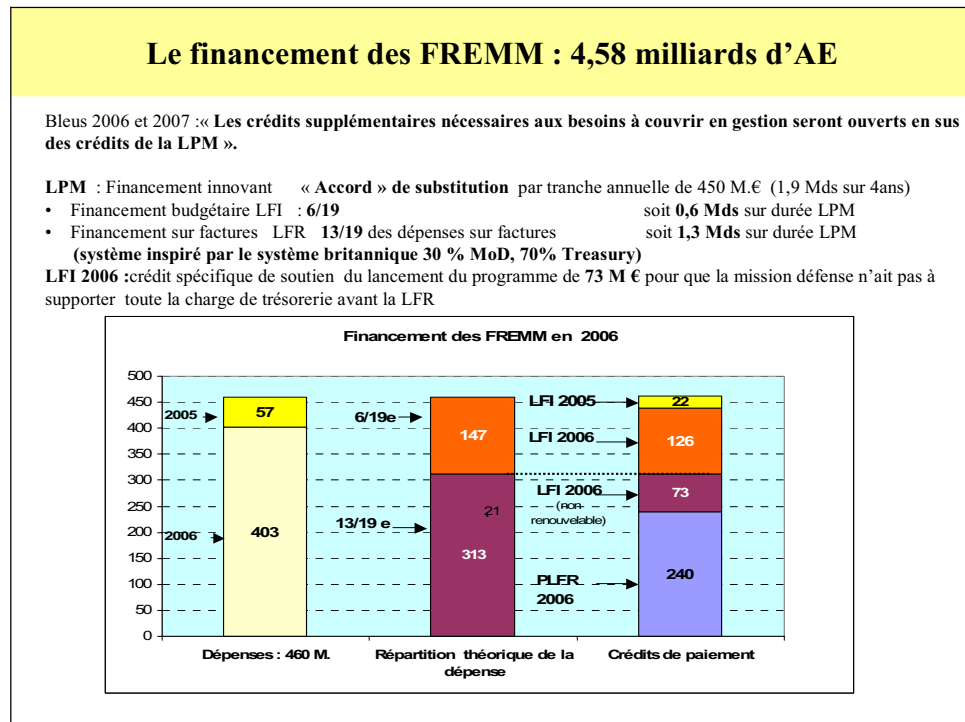 Le financement des FREMM : 4,58 milliards d’AE
Bleus 2006 et 2007 :« Les crédits supplémentaires nécessaires aux besoins à couvrir en gestion seront ouverts en sus
des crédits de la LPM ».
LPM : Financement innovant « Accord » de substitution par tranche annuelle de 450 M.€ (1,9 Mds sur 4ans)
• Financement budgétaire LFI : 6/19 soit 0,6 Mds sur durée LPM
• Financement sur factures LFR 13/19 des dépenses sur factures soit 1,3 Mds sur durée LPM
(système inspiré par le système britannique 30 % MoD, 70% Treasury)
LFI 2006 :crédit spécifique de soutien du lancement du programme de 73 M € pour que la mission défense n’ait pas à
supporter toute la charge de trésorerie avant la LFR
Financement des FREMM en 2006
500
450
400
350
300
250
200
150
100
50
0
2005
57
2006
403
6/19e
147
13/19 e
21
313
LFI 2005
22
LFI 2006
126
LFI 2006
(non-
renouvelable)
73
PLFR
2006
240
Dépenses : 460 M.
Répartition théorique de la
dépense
Crédits de paiement